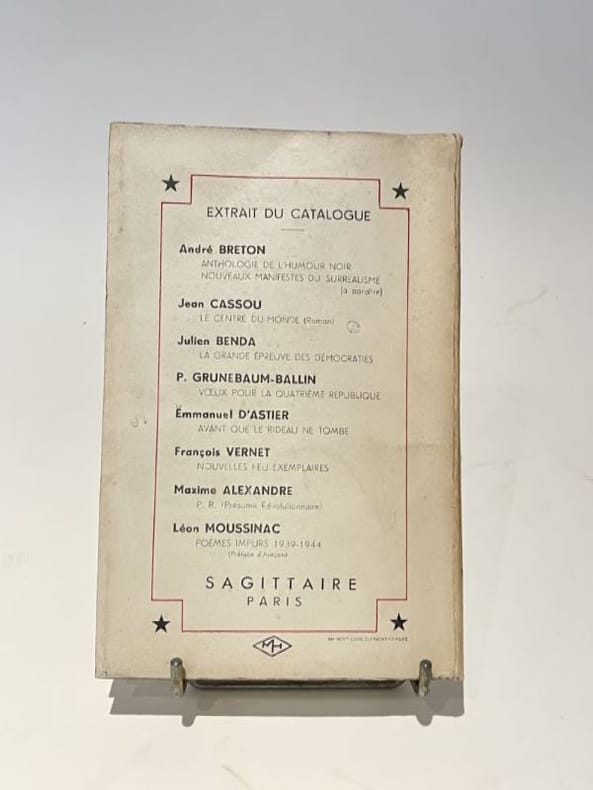 EXTRAIT DU CATALOGUE
André BRETON
ANTHOLOGIE DE L'HUMOUR NOIR
NOUVEAUX MANIFESTES DU SURREALISME
(à paraître)
Jean CASSOU
LE CENTRE DU MONDE (Roman)
Julien BENDA
LA GRANDE ÉPREUVE DES DÉMOCRATIES
P. GRUNEBAUM-BALLIN
VŒUX POUR LA QUATRIÈME RÉPUBLIQUE
Emmanuel D'ASTIER
AVANT QUE LE RIDEAU NE TOMBE
François VERNET
NOUVELLES PEU EXEMPLAIRES
Maxime ALEXANDRE
P. R. (Présumé Révolutionnaire)
Léon MOUSSINAC
POÈMES IMPURS 1939-1944
(Préface d'Aragon)
SAGITTAIRE
PARIS
MH